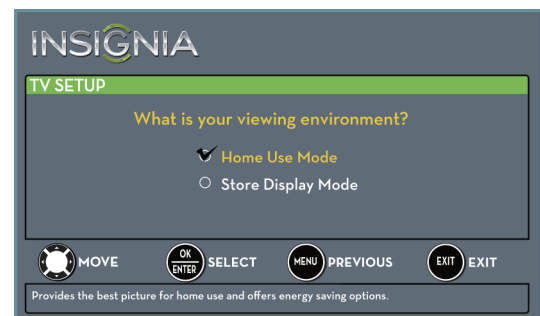 INSIGNIA
TV SETUP
What is your viewing environment?
Home Use Mode
Store Display Mode
MOVE OK ENTER SELECT MENU PREVIOUS EXIT EXIT
Provides the best picture for home use and offers energy saving options.